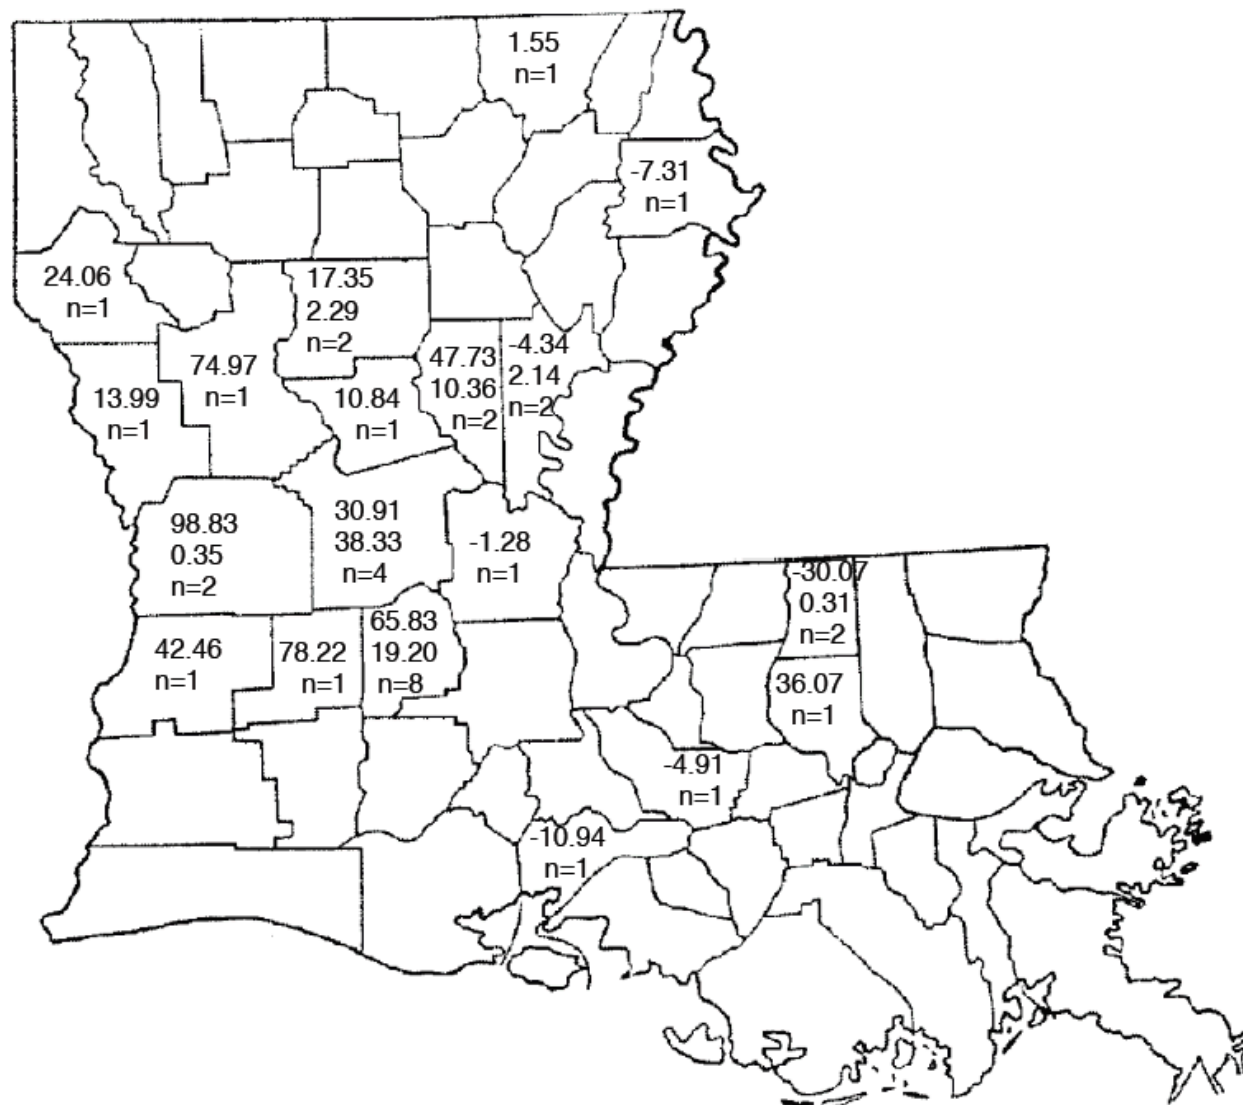 1.55
n=1
-7.31
n=1
24.06
n=1
17.35
2.29
n=2
74.97
n=1
47.73
10.36
n=2
-4.34
2.14
n=2
13.99
n=1
10.84
n=1
98.83
0.35
n=2
30.91
38.33
n=4
-1.28
n=1
-30.07
0.31
n=2
42.46
n=1
78.22
n=1
65.83
19.20
n=8
36.07
n=1
-4.91
n=1
-10.94
n=1